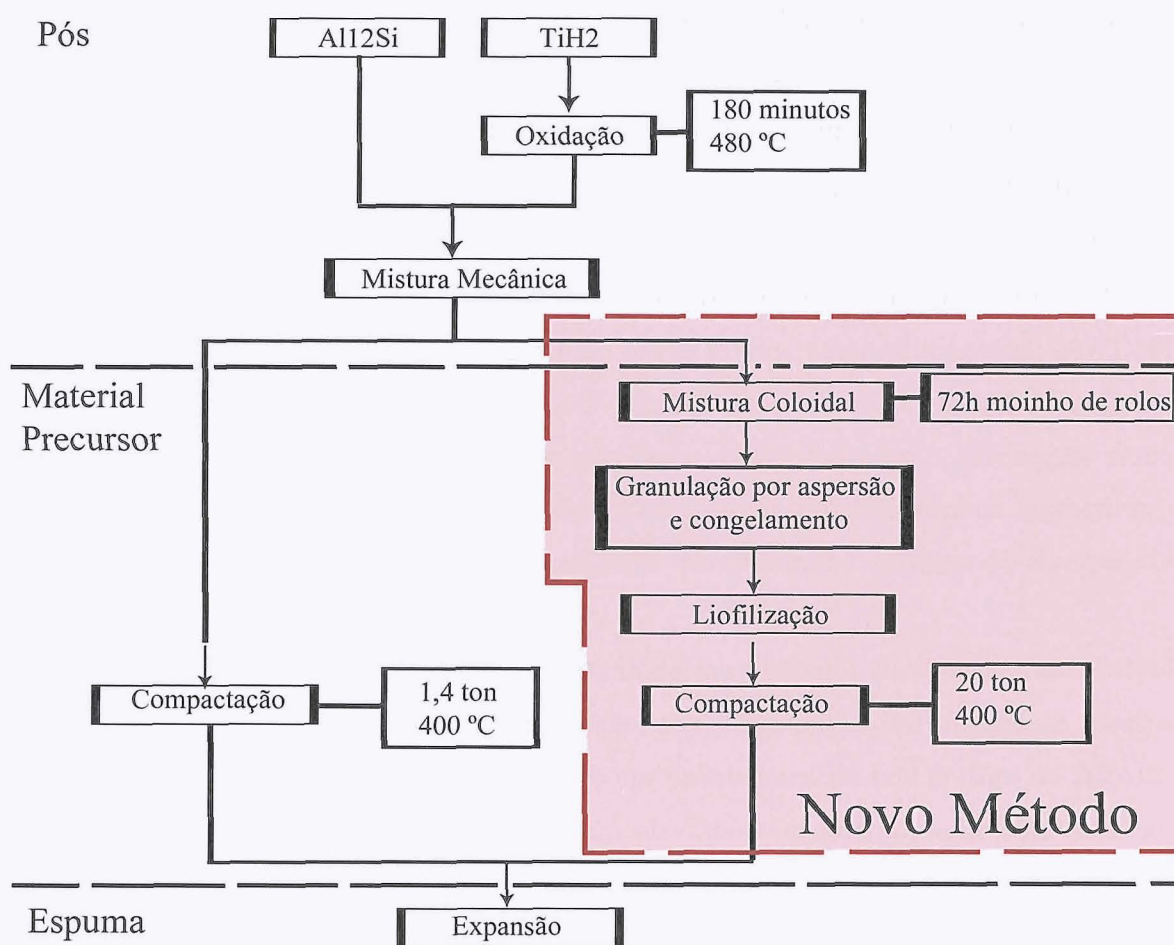 Pós
Al12Si
TiH2
Oxidação
180 minutos
480 ºC
Mistura Mecânica
Material
Precursor
Mistura Coloidal
72h moinho de rolos
Granulação por aspersão
e congelamento
Liofilização
Compactação
1,4 ton
400 ºC
Compactação
20 ton
400 ºC
Novo Método
Espuma
Expansão